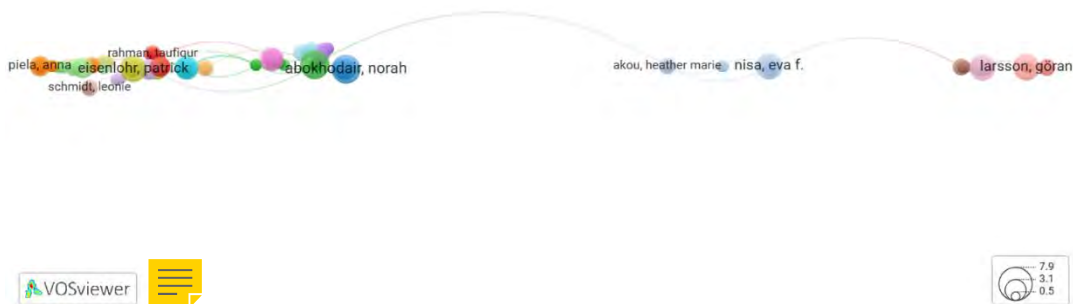 rahman, taufiqur
piela, anna
eisenlohr, patrick
abokhodair, norah
akou, heather marie
nisa, eva f.
larsson, göran
schmidt, leonie
VOSviewer
7.9
3.1
0.5